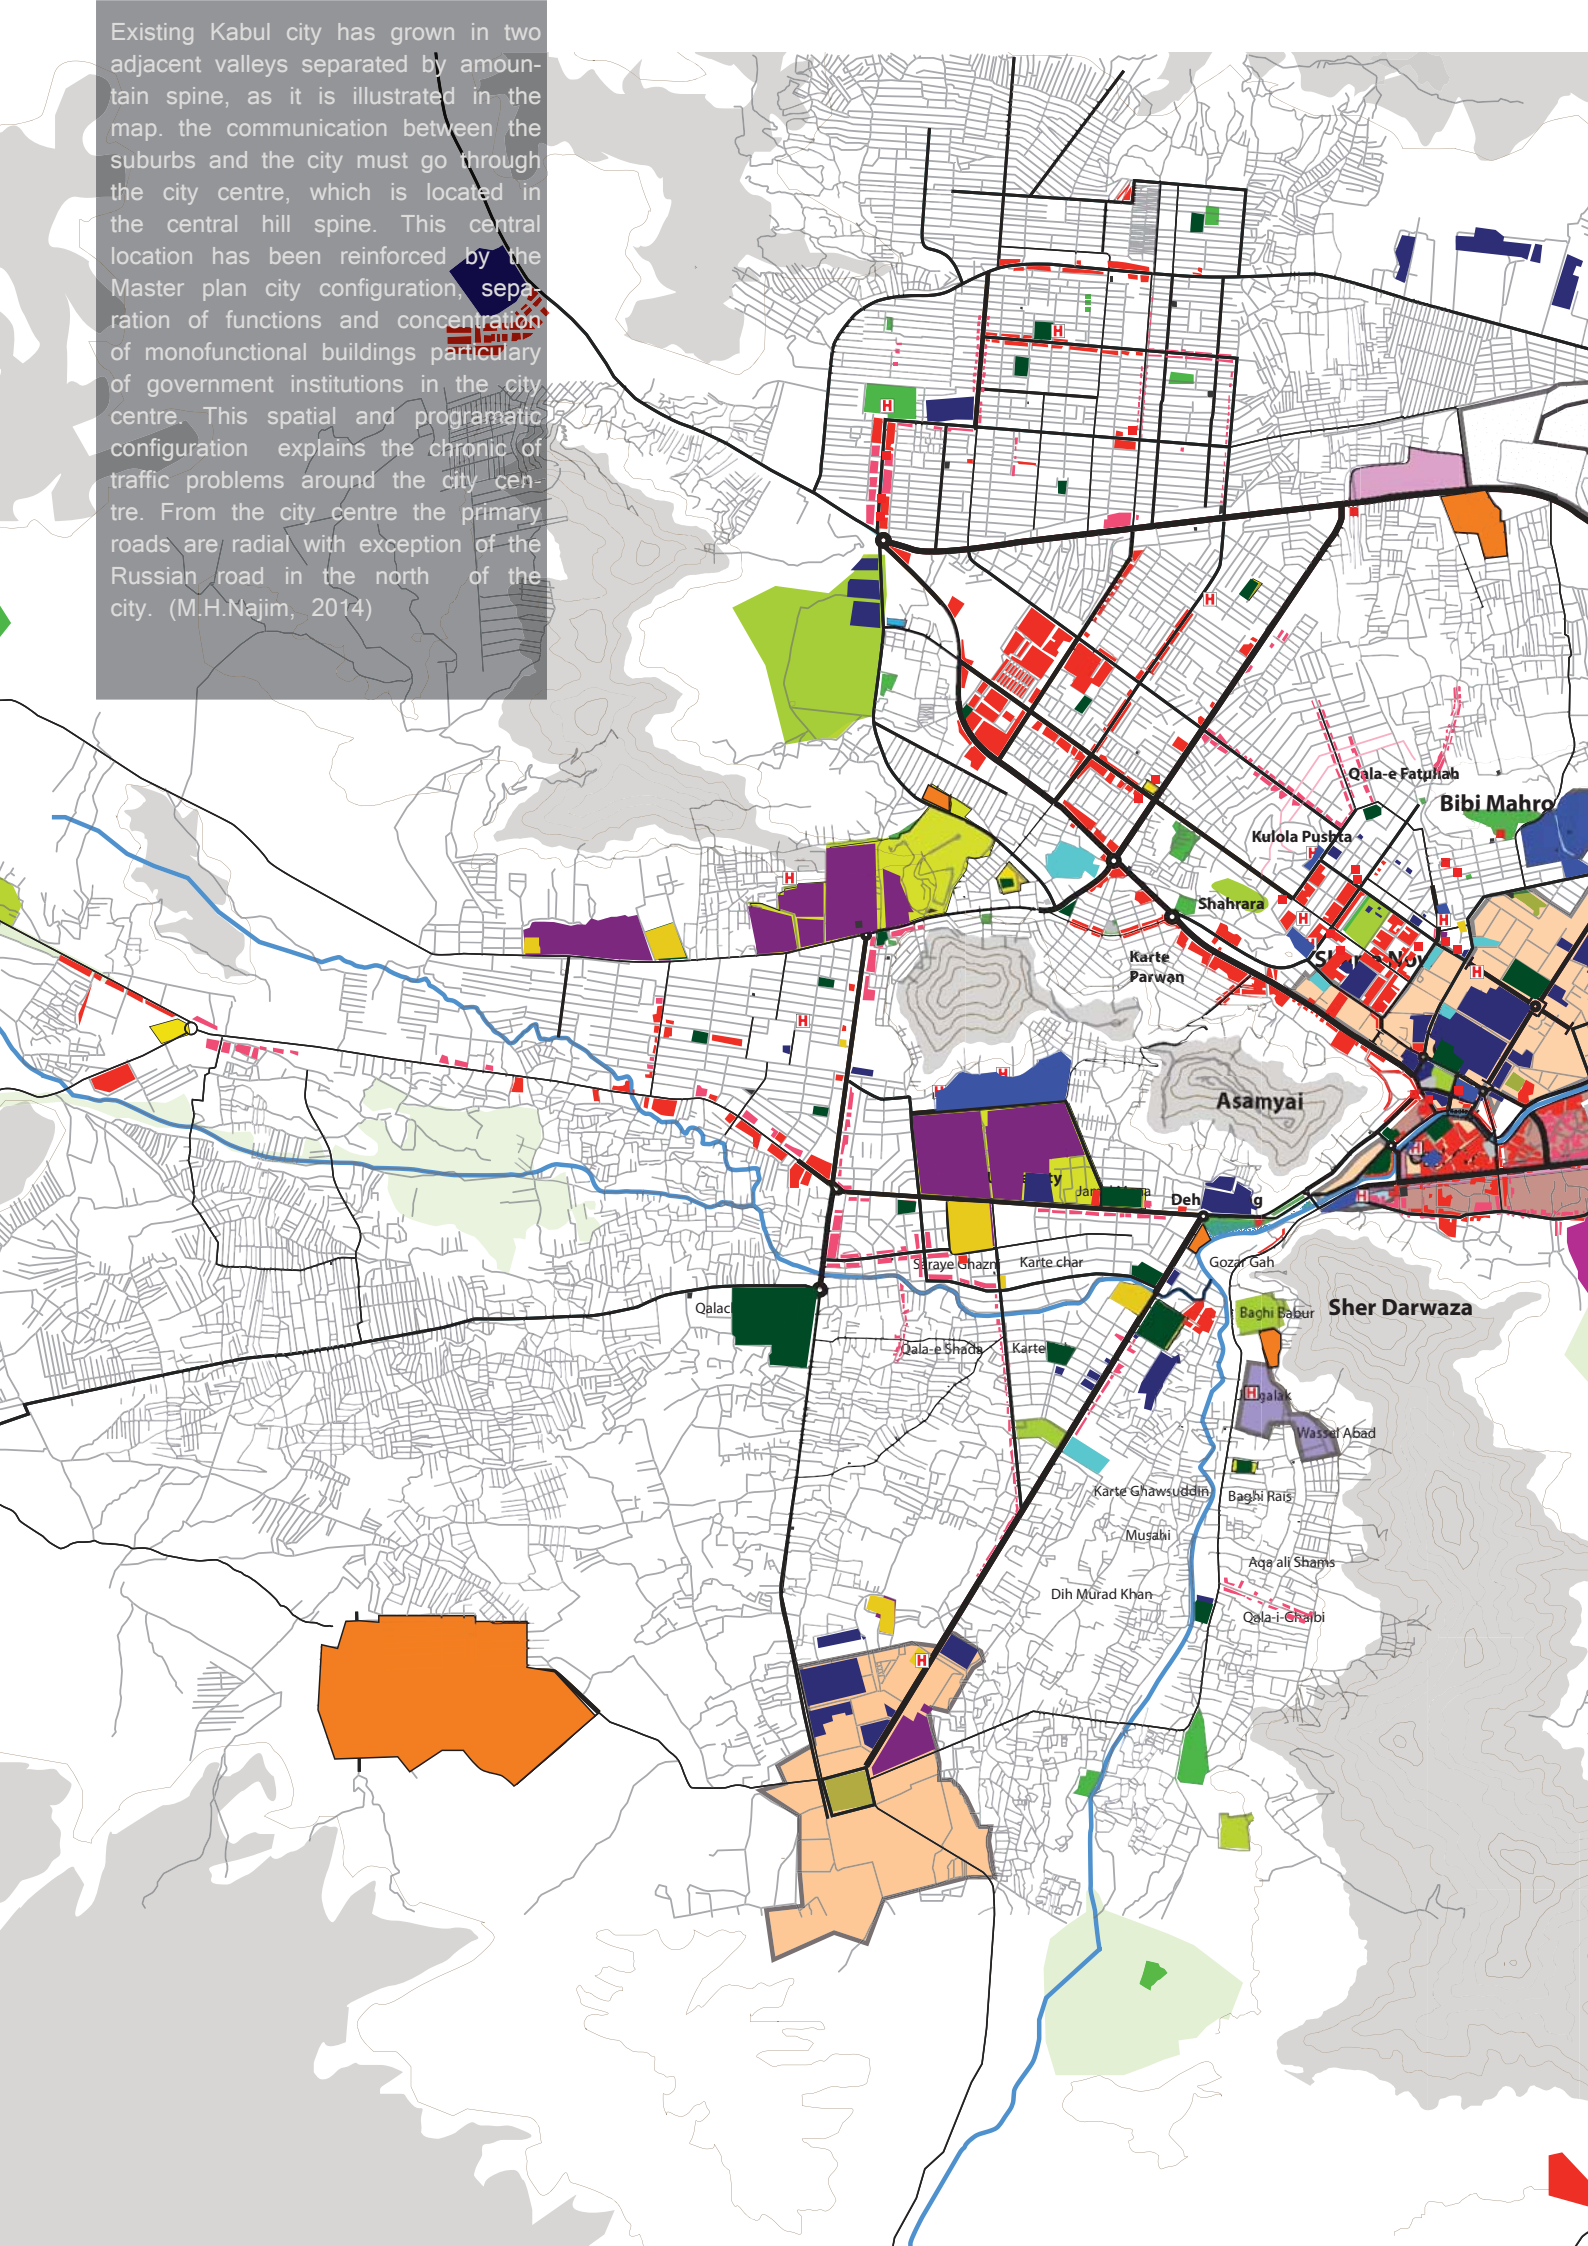 Existing Kabul city has grown in two
adjacent valleys separated by amoun-
tain spine, as it is illustrated in the
map. the communication between the
suburbs and the city must go through
the city centre, which is located in
the central hill spine. This central
location has been reinforced by the
Master plan city configuration, sepa-
ration of functions and concentration
of monofunctional buildings particulary
of government institutions in the city
centre. This spatial and programatic
configuration explains the chronic of
traffic problems around the city cen-
tre. From the city centre the primary
roads are radial with exception of the
Russian road in the north of the
city. (M.H.Najim, 2014)
H
H
H
Qala-e Fatullah
Bibi Mahro
Kulola Pushta
H
H
Shahrara
H
H
Karte
Parwan
H
H
H
H
Asamyai
H
Deh
H
Saraye Ghazni
Karte char
Gozar Gah
Baghi Babur
Sher Darwaza
Qala-e Shada
Karte
H
Wassel Abad
Karte Ghawsuddin
Baghi Rais
Musahi
Aqa ali Shams
Dih Murad Khan
Qala-i-Ghaibi
H